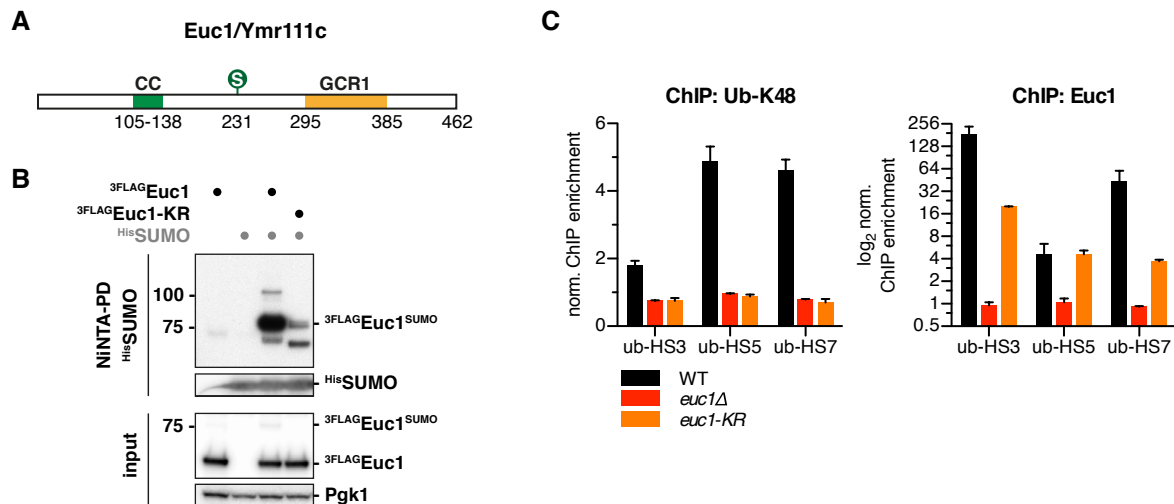 A
Euc1/Ymr111c
CC
S
GCR1
105-138
231
295
385
462
B
3FLAGEuc1
3FLAGEuc1-KR
HisSUMO
NiNTA-PD
HisSUMO
100
75
3FLAGEuc1SUMO
HisSUMO
input
75
3FLAGEuc1SUMO
3FLAGEuc1
Pgk1
C
ChIP: Ub-K48
norm. ChIP enrichment
6
4
2
0
ub-HS3 ub-HS5 ub-HS7
ChIP: Euc1
log2 norm.
ChIP enrichment
256
128
64
32
16
8
4
2
1
0.5
ub-HS3 ub-HS5 ub-HS7
WT
euc1Δ
euc1-KR